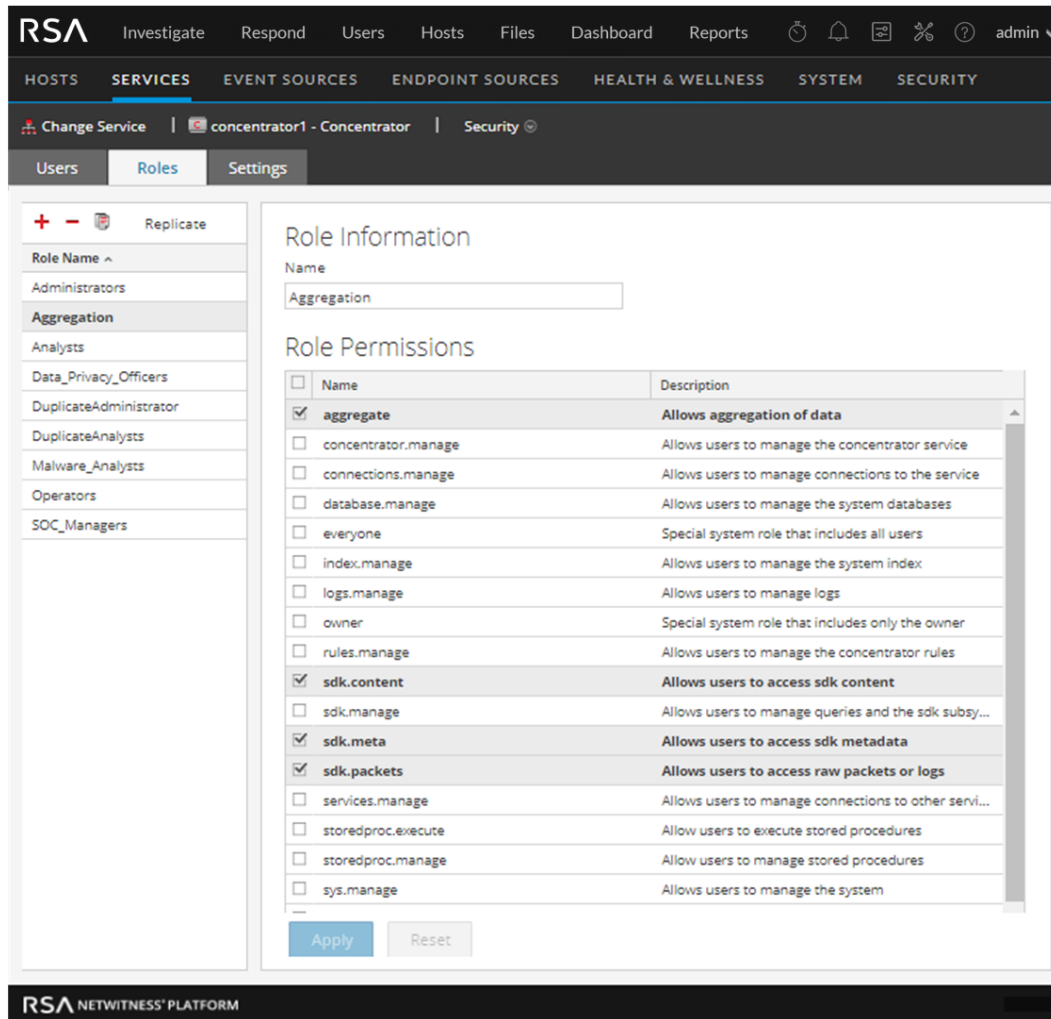 RSA Investigate Respond Users Hosts Files Dashboard Reports admin
HOSTS SERVICES EVENT SOURCES ENDPOINT SOURCES HEALTH & WELLNESS SYSTEM SECURITY
Change Service | concentrator1 - Concentrator | Security
Users Roles Settings
Replicate
Role Name
Administrators
Aggregation
Analysts
Data_Privacy_Officers
DuplicateAdministrator
DuplicateAnalysts
Malware_Analysts
Operators
SOC_Managers
Role Information
Name
Aggregation
Role Permissions
Name Description
aggregate Allows aggregation of data
concentrator.manage Allows users to manage the concentrator service
connections.manage Allows users to manage connections to the service
database.manage Allows users to manage the system databases
everyone Special system role that includes all users
index.manage Allows users to manage the system index
logs.manage Allows users to manage logs
owner Special system role that includes only the owner
rules.manage Allows users to manage the concentrator rules
sdk.content Allows users to access sdk content
sdk.manage Allows users to manage queries and the sdk subsy...
sdk.meta Allows users to access sdk metadata
sdk.packets Allows users to access raw packets or logs
services.manage Allows users to manage connections to other servi...
storedproc.execute Allow users to execute stored procedures
storedproc.manage Allow users to manage stored procedures
sys.manage Allows users to manage the system
Apply Reset
RSA NETWITNESS® PLATFORM